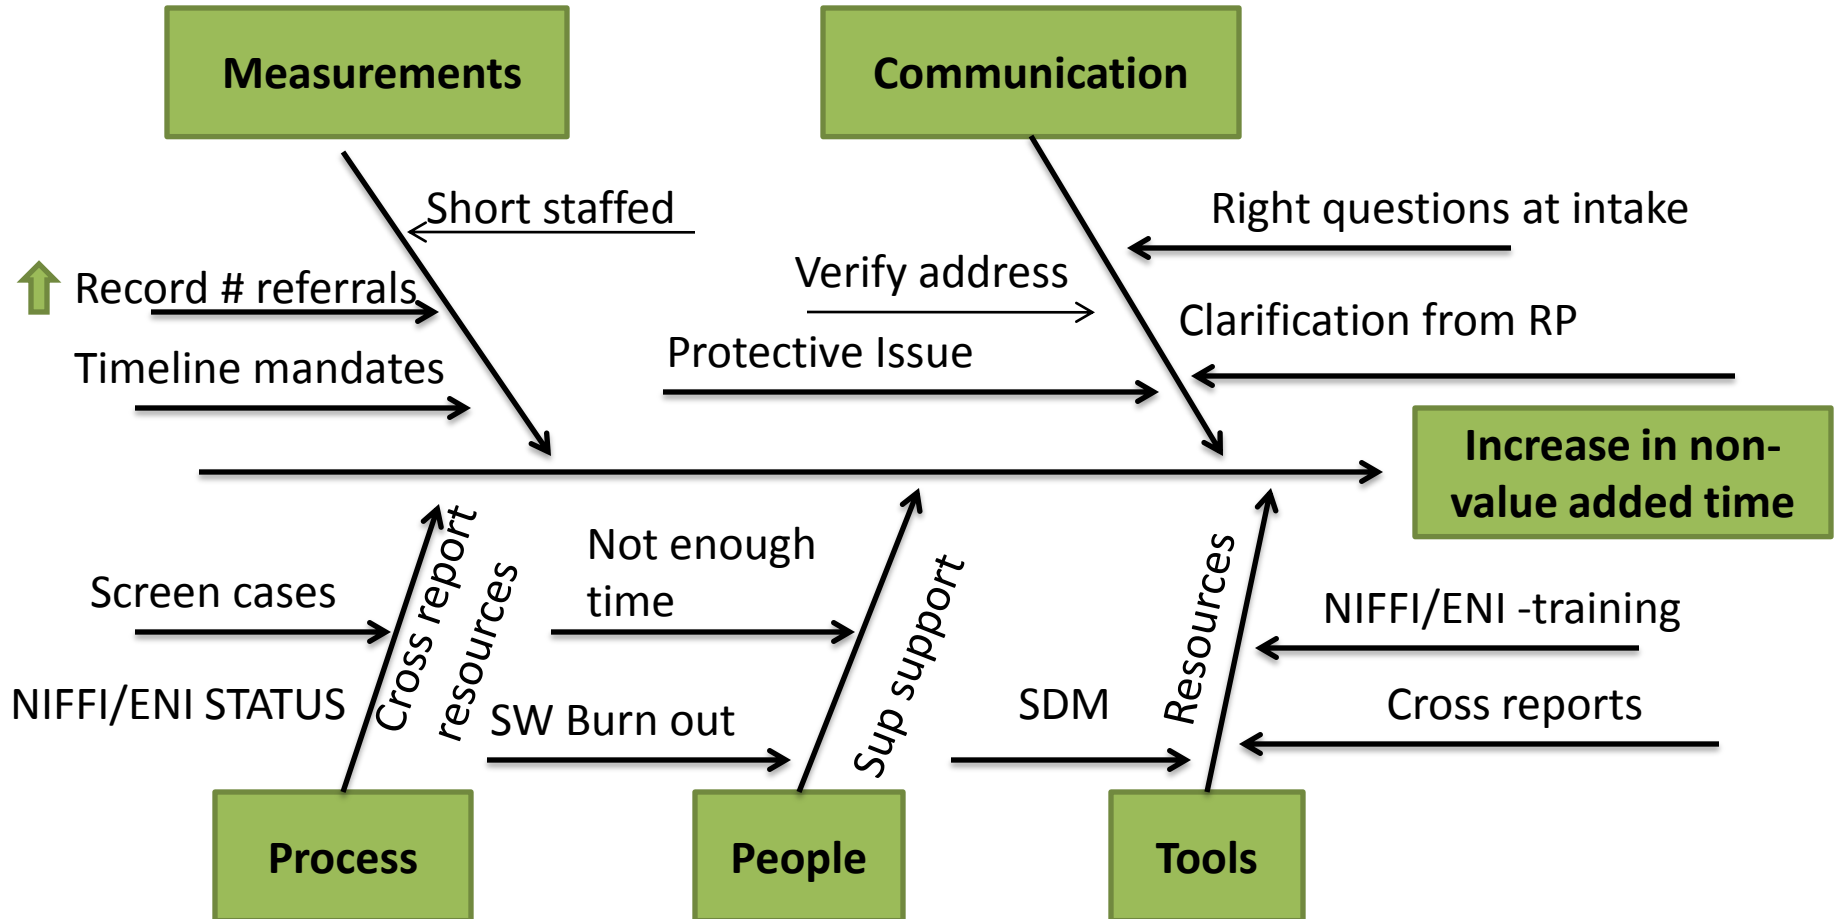 Measurements
Communication
Short staffed
Right questions at intake
Record # referrals
Verify address
Clarification from RP
Timeline mandates
Protective Issue
Increase in non-
value added time
Screen cases
Cross report
resources
Not enough
time
Sup support
Resources
NIFFI/ENI -training
NIFFI/ENI STATUS
SW Burn out
SDM
Cross reports
Process
People
Tools